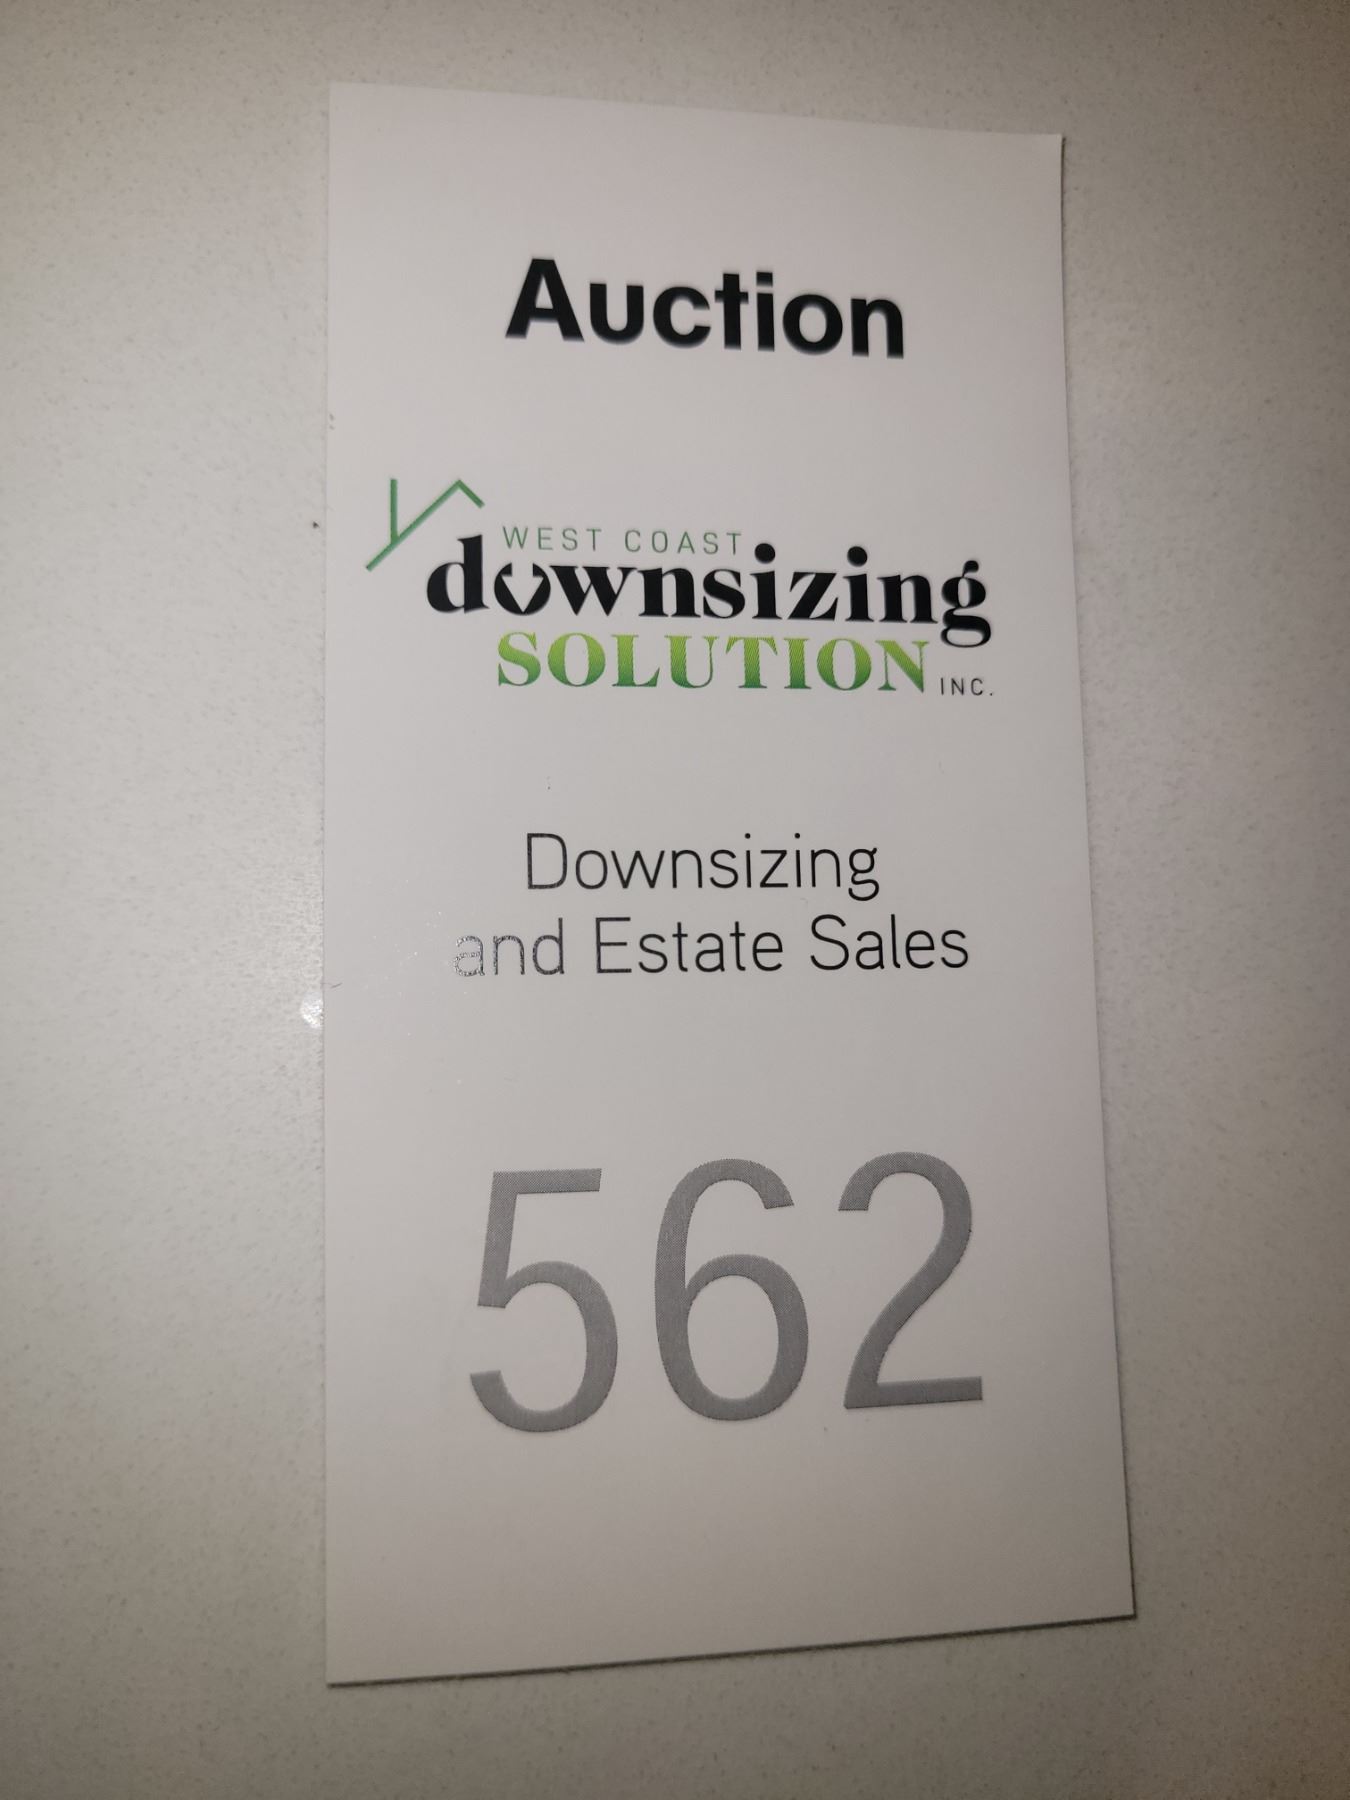 Auction
WEST COAST
downsizing
SOLUTION INC.
Downsizing
and Estate Sales
562